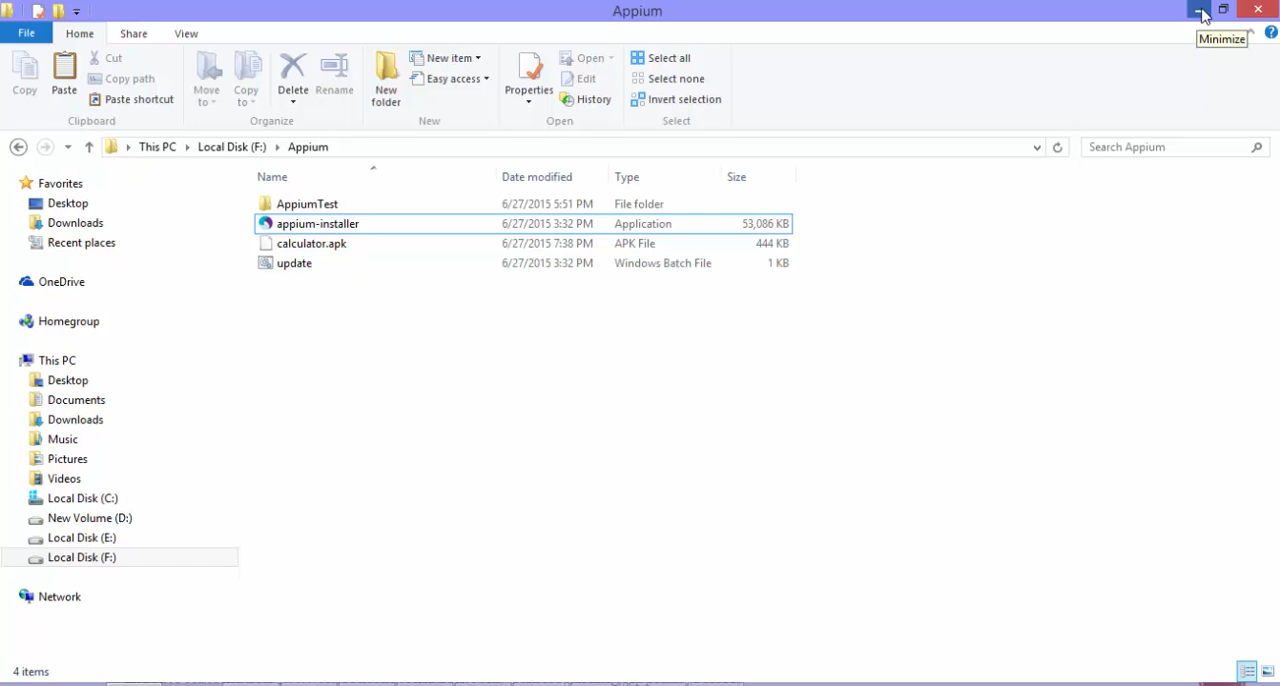 Appium
Minimize
File Home Share View
Copy Paste Cut Copy path Paste shortcut Move to Copy to Delete Rename New folder New item Easy access Properties Open Edit History Select all Select none Invert selection
Clipboard Organize New Open Select
This PC Local Disk (F:) Appium Search Appium
Name Date modified Type Size
AppiumTest 6/27/2015 5:51 PM File folder
appium-installer 6/27/2015 3:32 PM Application 53,086 KB
calculator.apk 6/27/2015 7:38 PM APK File 444 KB
update 6/27/2015 3:32 PM Windows Batch File 1 KB
Favorites
Desktop
Downloads
Recent places
OneDrive
Homegroup
This PC
Desktop
Documents
Downloads
Music
Pictures
Videos
Local Disk (C:)
New Volume (D:)
Local Disk (E:)
Local Disk (F:)
Network
4 items